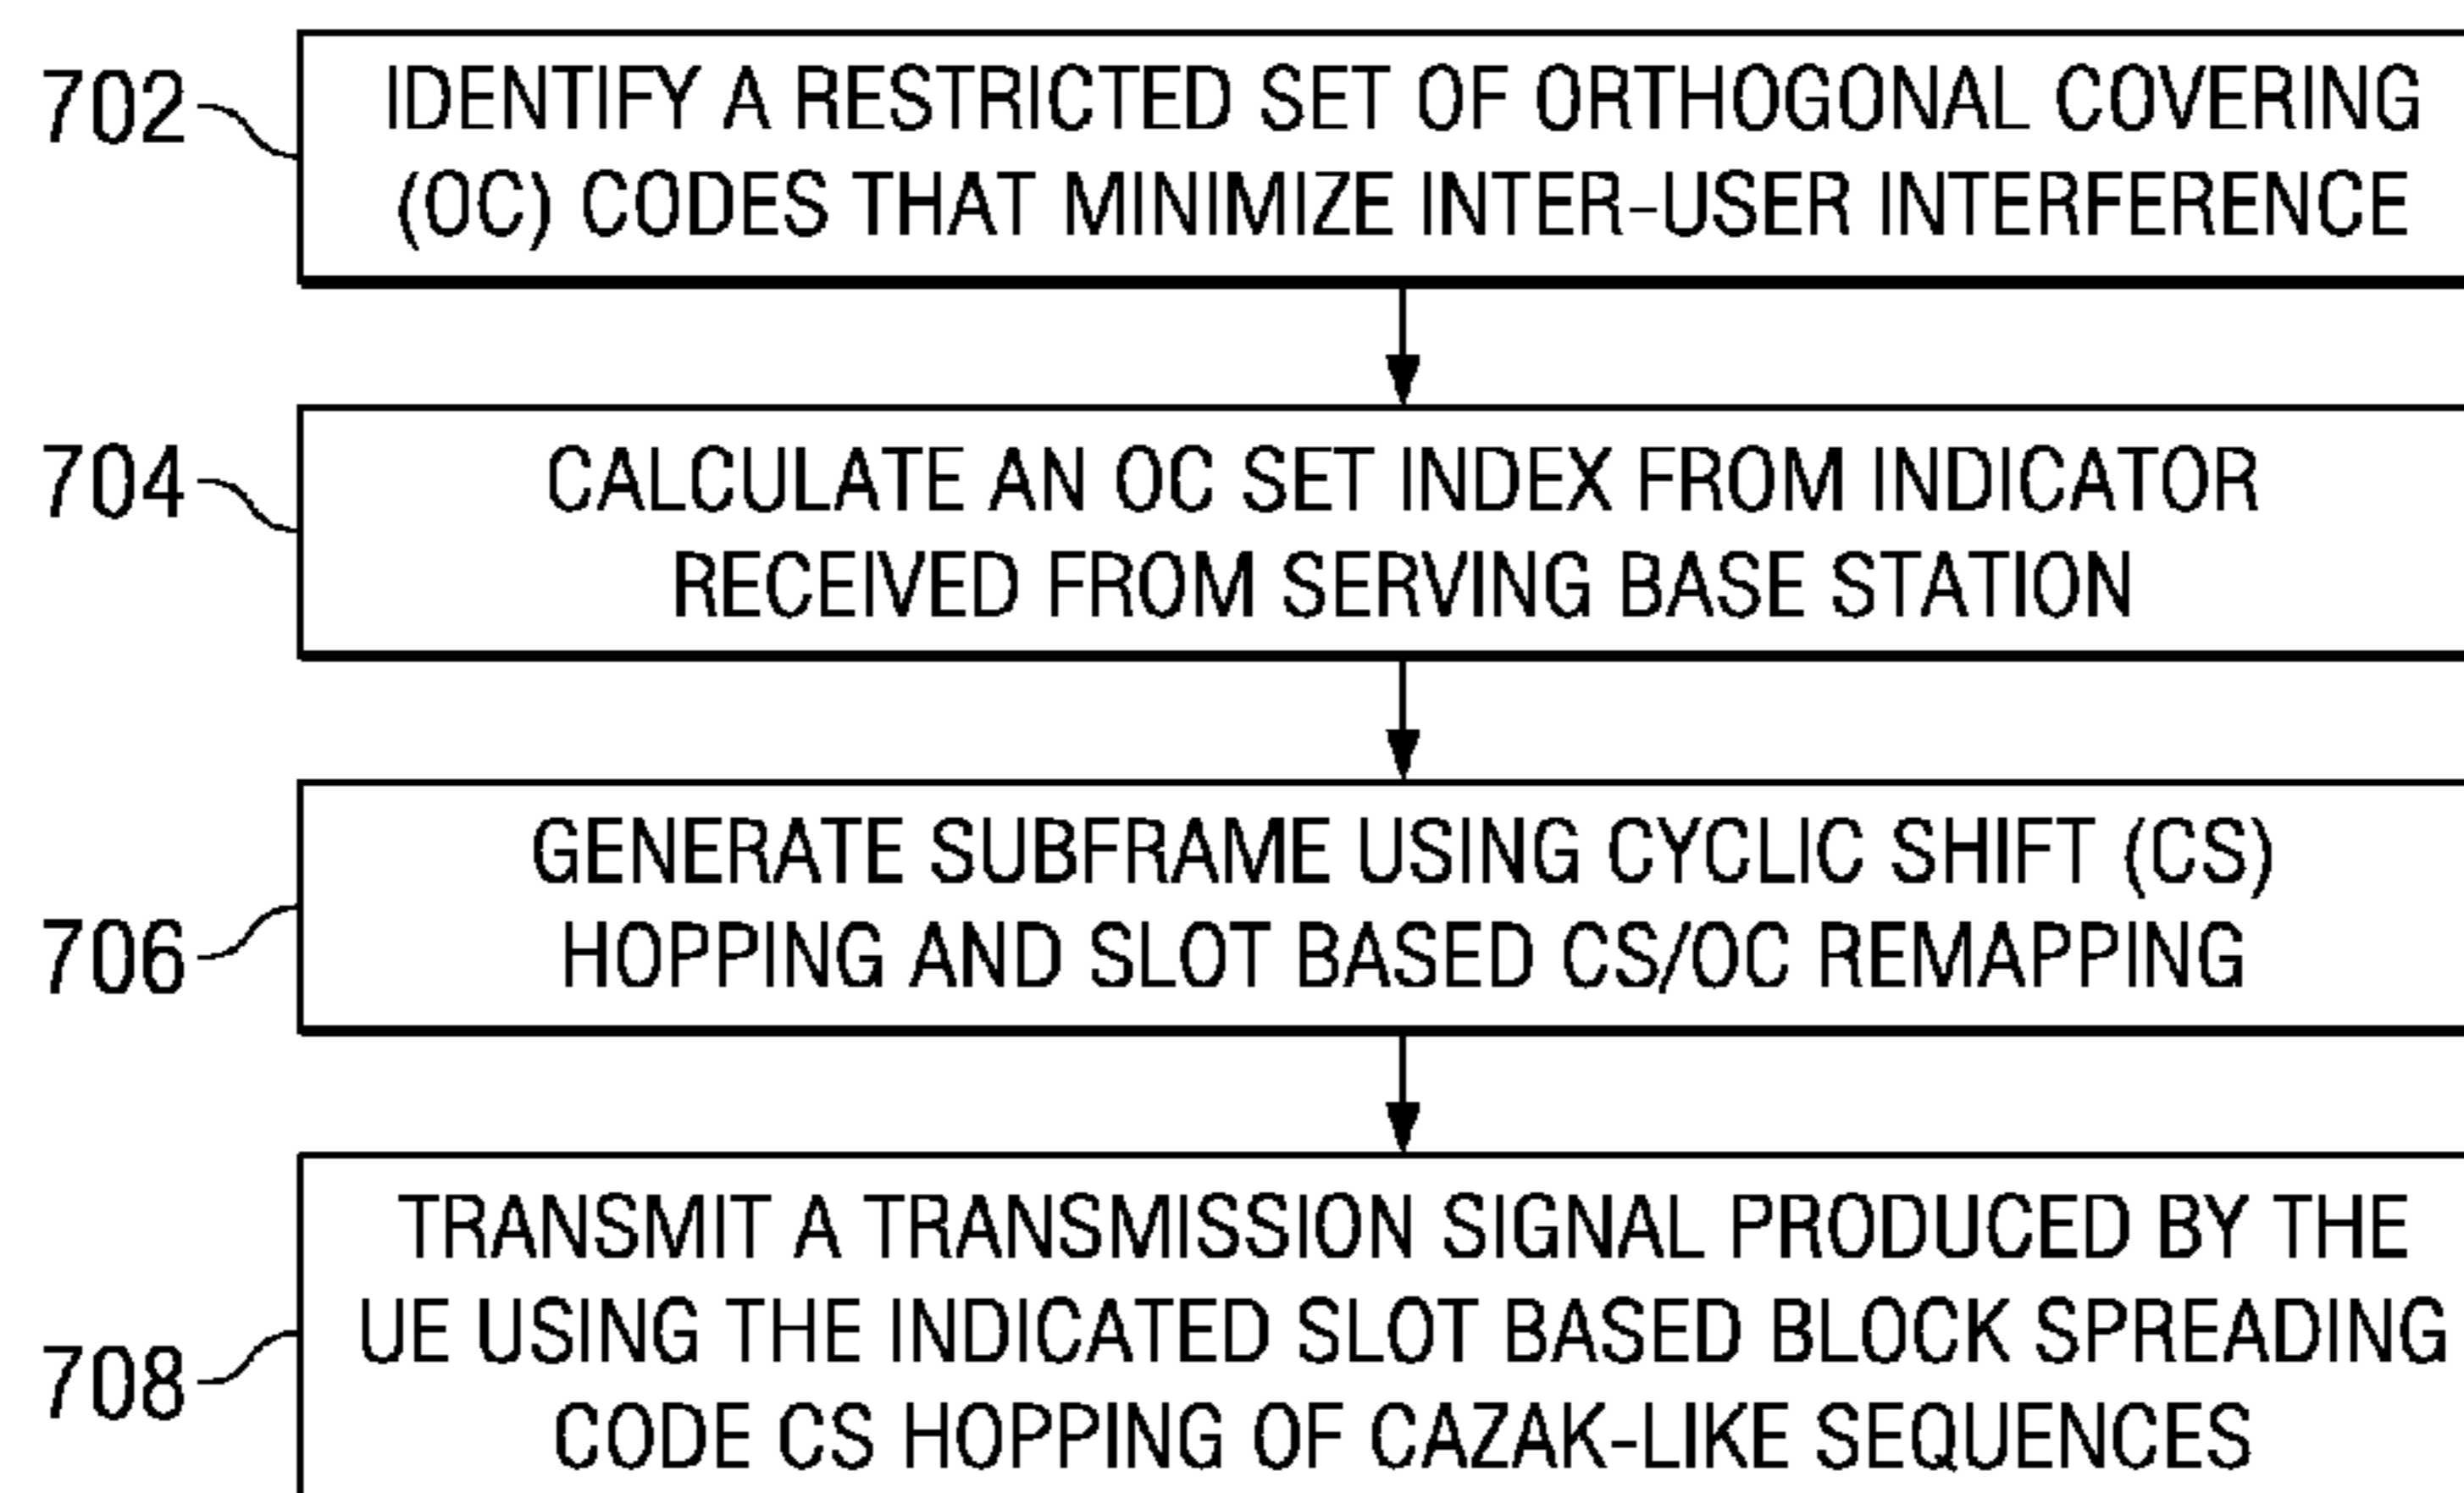 702
IDENTIFY A RESTRICTED SET OF ORTHOGONAL COVERING
(OC) CODES THAT MINIMIZE INTER-USER INTERFERENCE
704
CALCULATE AN OC SET INDEX FROM INDICATOR
RECEIVED FROM SERVING BASE STATION
706
GENERATE SUBFRAME USING CYCLIC SHIFT (CS)
HOPPING AND SLOT BASED CS/OC REMAPPING
708
TRANSMIT A TRANSMISSION SIGNAL PRODUCED BY THE
UE USING THE INDICATED SLOT BASED BLOCK SPREADING
CODE CS HOPPING OF CAZAK-LIKE SEQUENCES